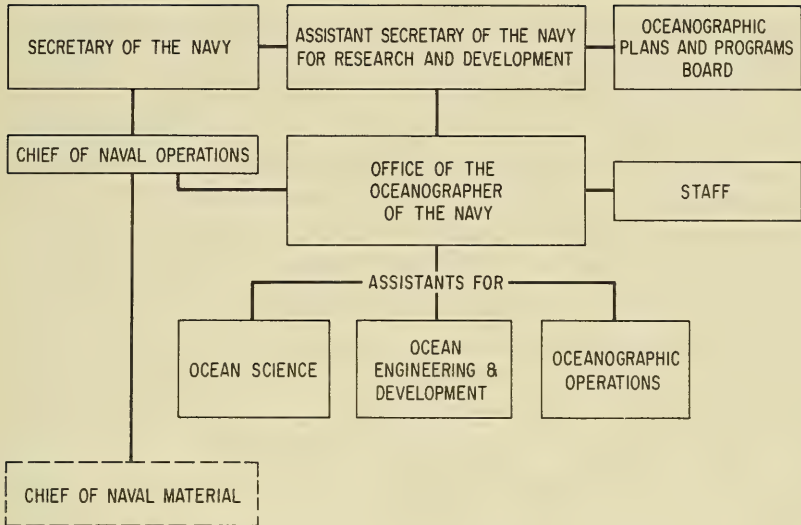 SECRETARY OF THE NAVY
ASSISTANT SECRETARY OF THE NAVY
FOR RESEARCH AND DEVELOPMENT
OCEANOGRAPHIC
PLANS AND PROGRAMS
BOARD
CHIEF OF NAVAL OPERATIONS
OFFICE OF THE
OCEANOGRAPHER
OF THE NAVY
STAFF
ASSISTANTS FOR
OCEAN SCIENCE
OCEAN
ENGINEERING &
DEVELOPMENT
OCEANOGRAPHIC
OPERATIONS
CHIEF OF NAVAL MATERIAL